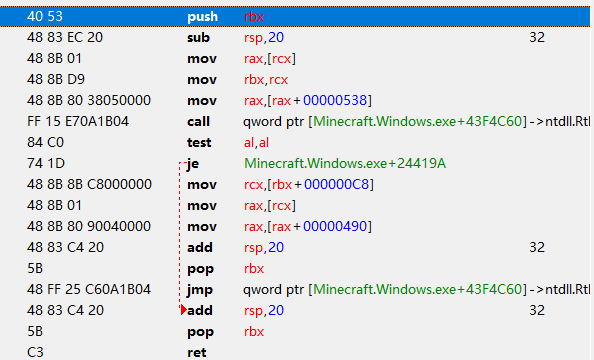 40 53 push rbx
48 83 EC 20 sub rsp,20 32
48 8B 01 mov rax,[rcx]
48 8B D9 mov rbx,rcx
48 8B 80 38050000 mov rax,[rax+00000538]
FF 15 E70A1B04 call qword ptr [Minecraft.Windows.exe+43F4C60]->ntdll.Rtl
84 C0 test al,al
74 1D je Minecraft.Windows.exe+24419A
48 8B 8B C8000000 mov rcx,[rbx+000000C8]
48 8B 01 mov rax,[rcx]
48 8B 80 90040000 mov rax,[rax+00000490]
48 83 C4 20 add rsp,20 32
5B pop rbx
48 FF 25 C60A1B04 jmp qword ptr [Minecraft.Windows.exe+43F4C60]->ntdll.Rtl
48 83 C4 20 add rsp,20 32
5B pop rbx
C3 ret